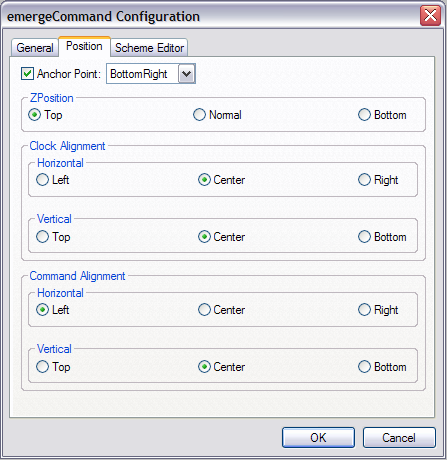 emergeCommand Configuration
General Position Scheme Editor
Anchor Point: BottomRight
ZPosition
Top Normal Bottom
Clock Alignment
Horizontal
Left Center Right
Vertical
Top Center Bottom
Command Alignment
Horizontal
Left Center Right
Vertical
Top Center Bottom
OK Cancel